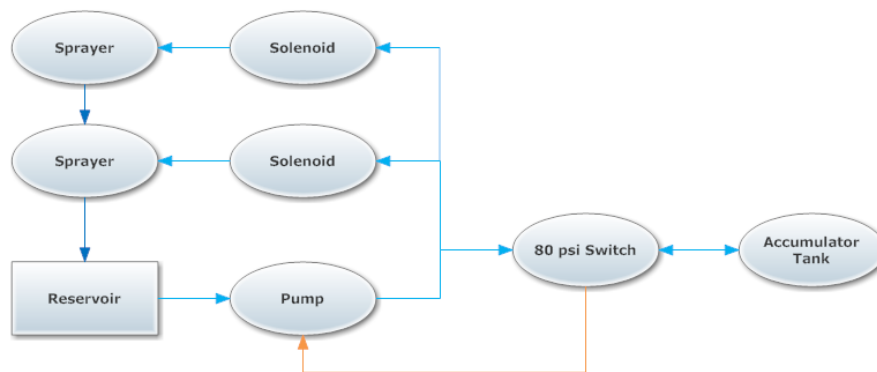 Sprayer
Solenoid
Sprayer
Solenoid
80 psi Switch
Accumulator
Tank
Reservoir
Pump